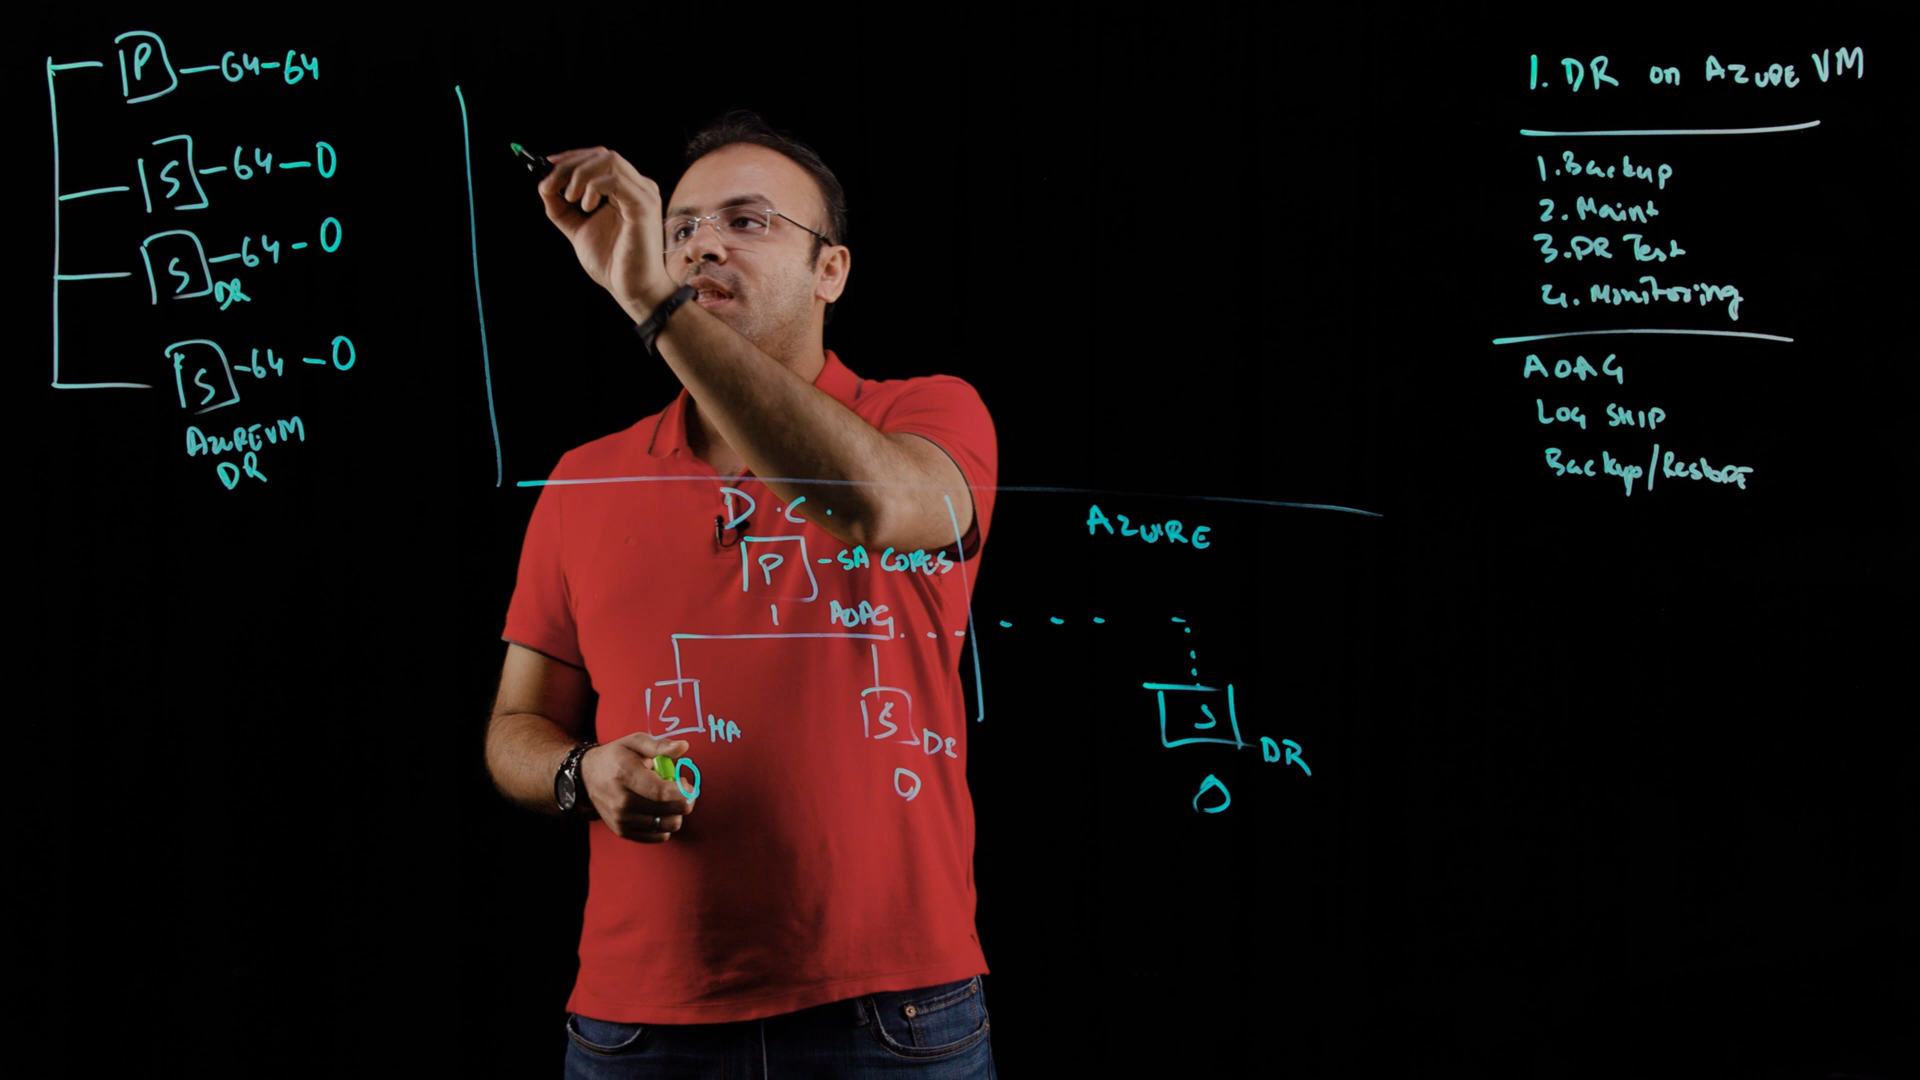 P - 64-64
S - 64 - 0
S - 64 - 0
DR
S - 64 - 0
AZUREVM
DR
D.C.
P - SA CORES
AOAG
S HA
0
S DR
0
AZURE
S DR
0
1. DR on AZURE VM
1. Backup
2. Maint
3. DR Test
4. Monitoring
AOAG
LOG SHIP
Backup/RestoRE